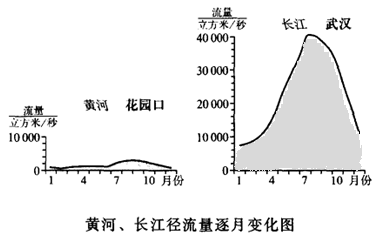 流量
立方米/秒
黄河 花园口
10 000
0
1 4 7 10 月份
流量
立方米/秒
长江 武汉
40 000
30 000
20 000
10 000
0
1 4 7 10 月份
黄河、长江径流量逐月变化图